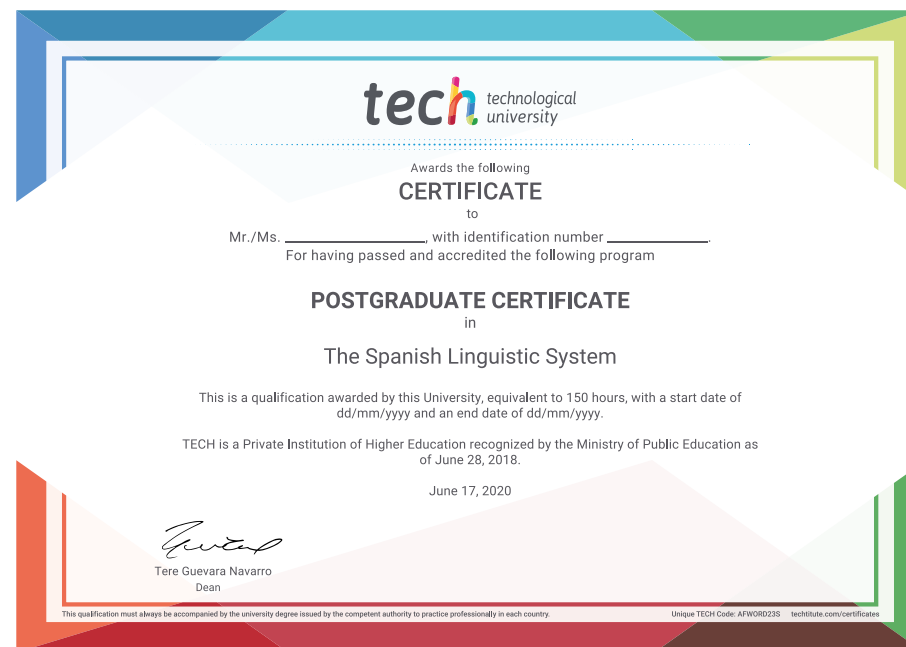 tech technological
university
Awards the following
CERTIFICATE
to
Mr./Ms. ____________________, with identification number ______________.
For having passed and accredited the following program
POSTGRADUATE CERTIFICATE
in
The Spanish Linguistic System
This is a qualification awarded by this University, equivalent to 150 hours, with a start date of
dd/mm/yyyy and an end date of dd/mm/yyyy.
TECH is a Private Institution of Higher Education recognized by the Ministry of Public Education as
of June 28, 2018.
June 17, 2020
Tere Guevara Navarro
Dean
This qualification must always be accompanied by the university degree issued by the competent authority to practice professionally in each country. Unique TECH Code: AFWORD23S techtitute.com/certificates